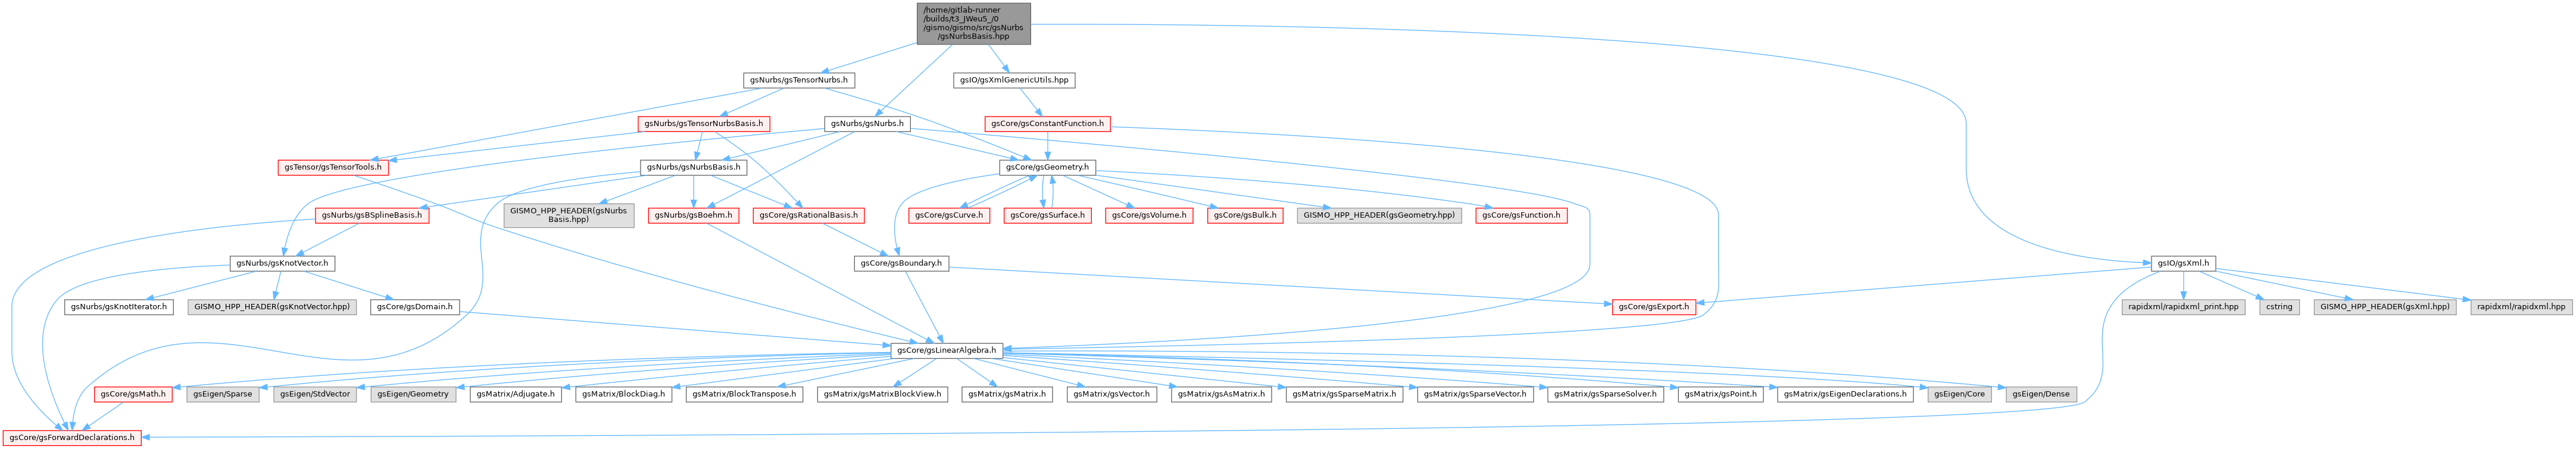 /home/gitlab-runner
/builds/t3_JWeu5_/0
/gismo/gismo/src/gsNurbs
/gsNurbsBasis.hpp
gsNurbs/gsTensorNurbs.h
gsIO/gsXmlGenericUtils.hpp
gsNurbs/gsTensorNurbsBasis.h
gsNurbs/gsNurbs.h
gsCore/gsConstantFunction.h
gsTensor/gsTensorTools.h
gsNurbs/gsNurbsBasis.h
gsCore/gsGeometry.h
gsNurbs/gsBSplineBasis.h
GISMO_HPP_HEADER(gsNurbs
Basis.hpp)
gsNurbs/gsBoehm.h
gsCore/gsRationalBasis.h
gsCore/gsCurve.h
gsCore/gsSurface.h
gsCore/gsVolume.h
gsCore/gsBulk.h
GISMO_HPP_HEADER(gsGeometry.hpp)
gsCore/gsFunction.h
gsNurbs/gsKnotVector.h
gsCore/gsBoundary.h
gsIO/gsXml.h
gsNurbs/gsKnotIterator.h
GISMO_HPP_HEADER(gsKnotVector.hpp)
gsCore/gsDomain.h
gsCore/gsExport.h
rapidxml/rapidxml_print.hpp
cstring
GISMO_HPP_HEADER(gsXml.hpp)
rapidxml/rapidxml.hpp
gsCore/gsLinearAlgebra.h
gsCore/gsMath.h
gsEigen/Sparse
gsEigen/StdVector
gsEigen/Geometry
gsMatrix/Adjugate.h
gsMatrix/BlockDiag.h
gsMatrix/BlockTranspose.h
gsMatrix/gsMatrixBlockView.h
gsMatrix/gsMatrix.h
gsMatrix/gsVector.h
gsMatrix/gsAsMatrix.h
gsMatrix/gsSparseMatrix.h
gsMatrix/gsSparseVector.h
gsMatrix/gsSparseSolver.h
gsMatrix/gsPoint.h
gsMatrix/gsEigenDeclarations.h
gsEigen/Core
gsEigen/Dense
gsCore/gsForwardDeclarations.h